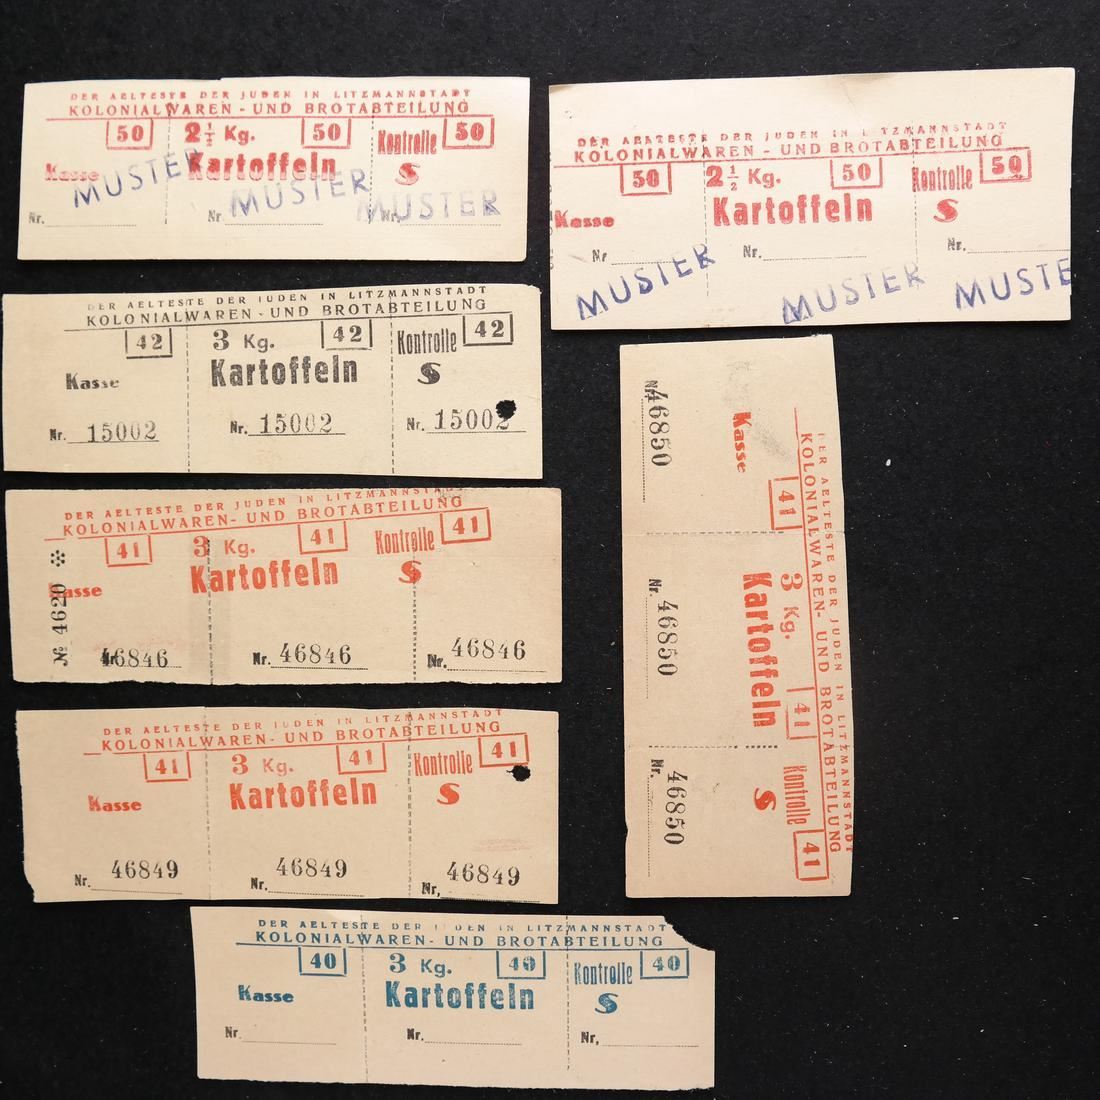 DER AELTESTE DER JUDEN IN LITZMANNSTADT
KOLONIALWAREN - UND BROTABTEILUNG
50 2½ Kg. 50 Kontrolle 50
Kasse Kartoffeln S
MUSTER MUSTER MUSTER
Nr. Nr. Nr.
DER AELTESTE DER JUDEN IN LITZMANNSTADT
KOLONIALWAREN - UND BROTABTEILUNG
50 2½ Kg. 50 Kontrolle 50
Kasse Kartoffeln S
Nr Nr. Nr.
MUSTER MUSTER MUSTE
DER AELTESTE DER JUDEN IN LITZMANNSTADT
KOLONIALWAREN - UND BROTABTEILUNG
42 3 Kg. 42 Kontrolle 42
Kasse Kartoffeln S
Nr. 15002 Nr. 15002 Nr. 15002
DER AELTESTE DER JUDEN IN LITZMANNSTADT
KOLONIALWAREN- UND BROTABTEILUNG
41 3 Kg. 41 Kontrolle 41
Kasse Kartoffeln S
№ 4620
Nr. 46846 Nr. 46846 Nr. 46846
DER AELTESTE DER JUDEN IN LITZMANNSTADT
KOLONIALWAREN- UND BROTABTEILUNG
41 3 Kg. 41 Kontrolle 41
Kasse Kartoffeln S
Nr. 46849 Nr. 46849 Nr. 46849
DER AELTESTE DER JUDEN IN LITZMANNSTADT
KOLONIALWAREN- UND BROTABTEILUNG
41 3 Kg. 41 Kontrolle 41
Kasse Kartoffeln S
Nr. 46850 Nr. 46850 Nr. 46850
DER AELTESTE DER JUDEN IN LITZMANNSTADT
KOLONIALWAREN- UND BROTABTEILUNG
40 3 Kg. 40 Kontrolle 40
Kasse Kartoffeln S
Nr. Nr. Nr,